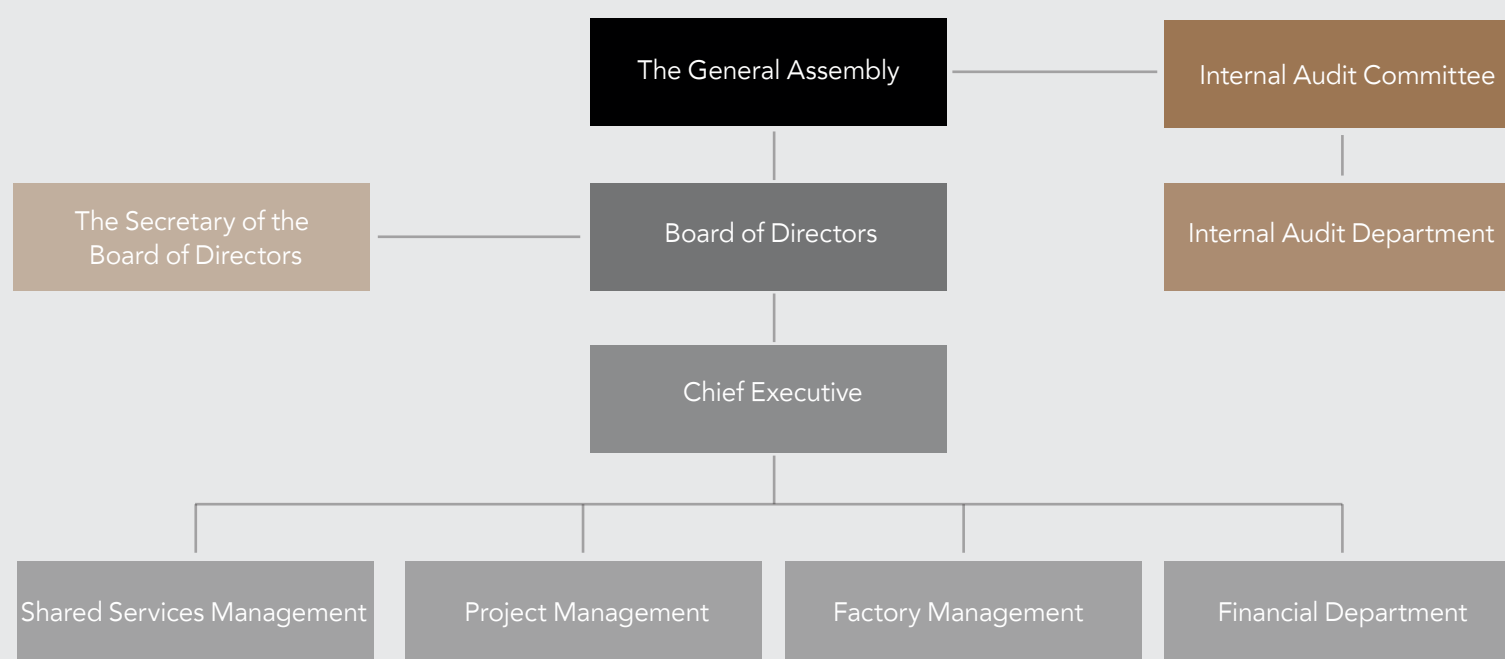 The General Assembly
Internal Audit Committee
The Secretary of the
Board of Directors
Board of Directors
Internal Audit Department
Chief Executive
Shared Services Management
Project Management
Factory Management
Financial Department